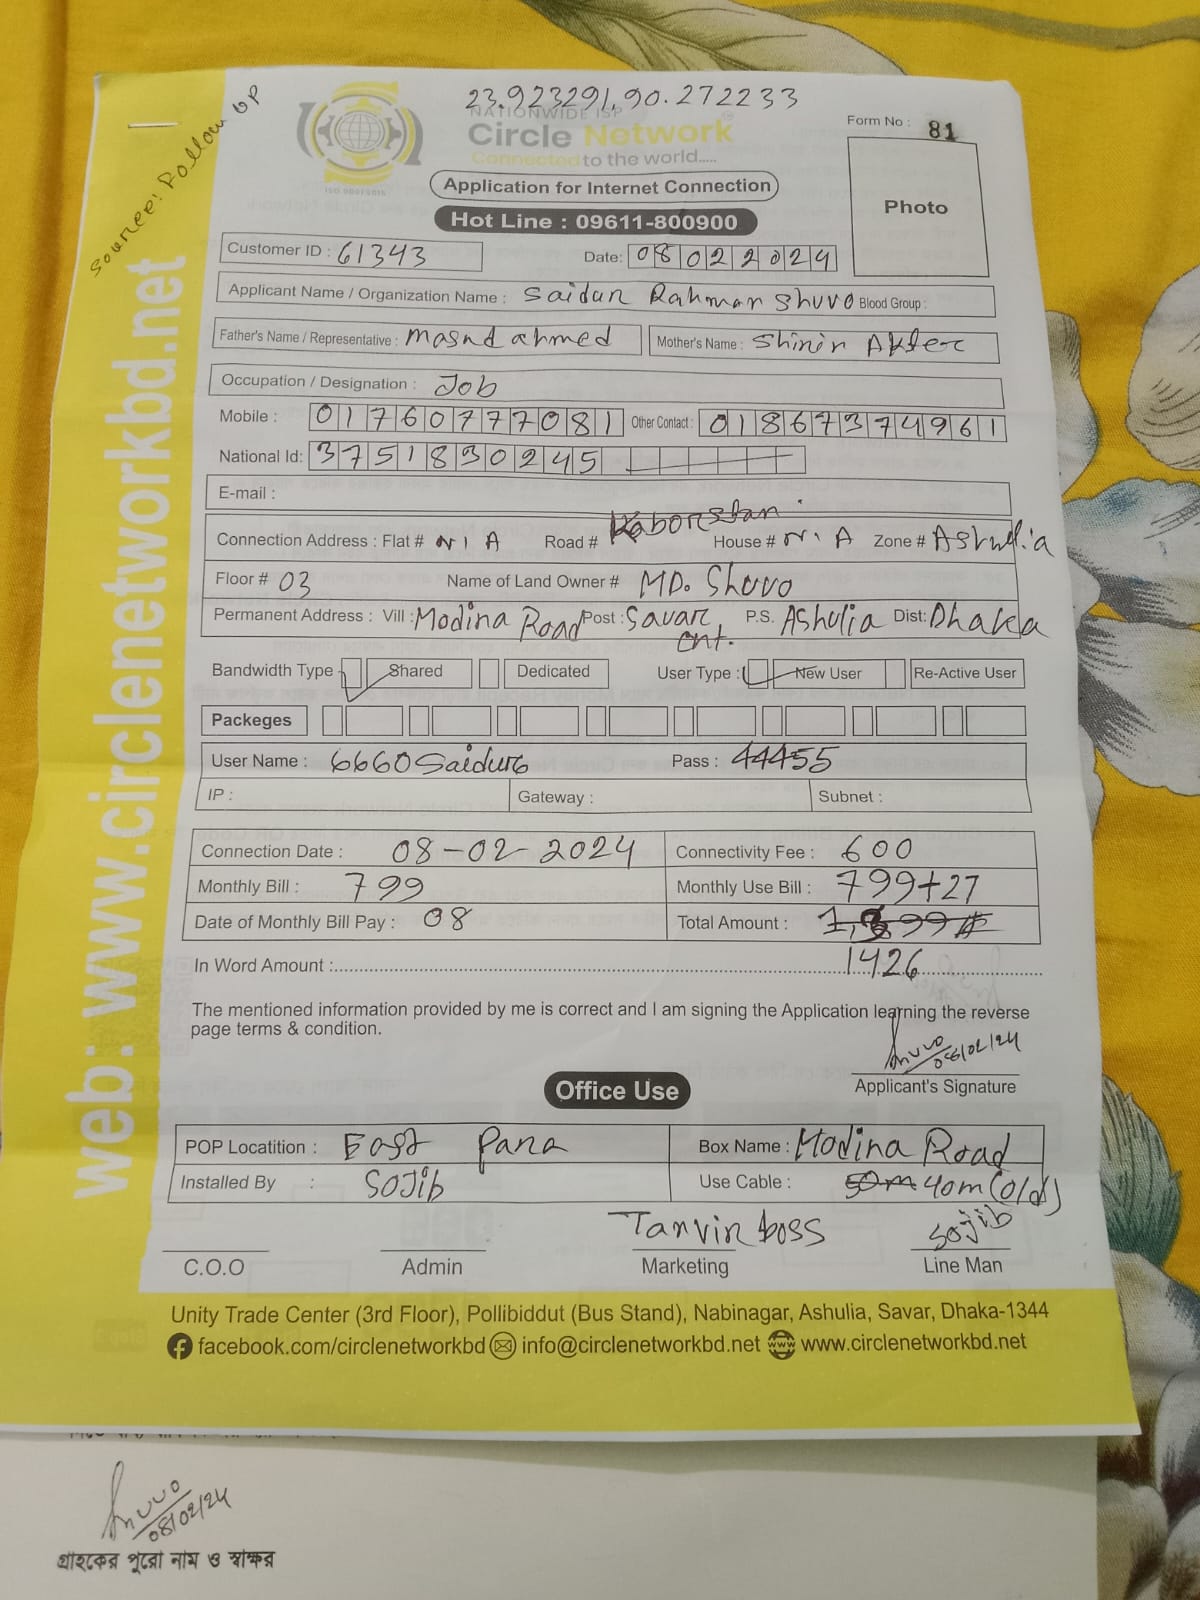 Source: Follow UP
23.923291,90.272233
NATIONWIDE ISP
Circle Network
Connected to the world.....
ISO 9001:2015
Form No : 81
Photo
Application for Internet Connection
Hot Line : 09611-800900
Customer ID : 61343 Date: 08022024
Applicant Name / Organization Name : Saidur Rahman Shuvo Blood Group :
Father's Name / Representative : Masud ahmed Mother's Name : Shirin Akter
Occupation / Designation : Job
Mobile : 01760777081 Other Contact : 01867374961
National Id: 3751830245
E-mail :
Connection Address : Flat # N/A Road # Kaborstan House # N/A Zone # Ashulia
Floor # 03 Name of Land Owner # MD. Shuvo
Permanent Address : Vill : Modina Road Post : Savar Cnt. P.S. Ashulia Dist: Dhaka
Bandwidth Type Shared Dedicated User Type : New User Re-Active User
Packeges
User Name : 6660Saidur6 Pass : 44455
IP : Gateway : Subnet :
Connection Date : 08-02-2024 Connectivity Fee : 600
Monthly Bill : 799 Monthly Use Bill : 799+27
Date of Monthly Bill Pay : 08 Total Amount :
In Word Amount : 1426
The mentioned information provided by me is correct and I am signing the Application learning the reverse
page terms & condition.
Shuvo
08/02/24
Applicant's Signature
Office Use
POP Locatition : East Para Box Name : Modina Road
Installed By : Sojib Use Cable : 50m 40m (old)
Tanvir boss Sojib
C.O.O Admin Marketing Line Man
Unity Trade Center (3rd Floor), Pollibiddut (Bus Stand), Nabinagar, Ashulia, Savar, Dhaka-1344
facebook.com/circlenetworkbd info@circlenetworkbd.net www.circlenetworkbd.net
web: www.circlenetworkbd.net
Shuvo
08/02/24
গ্রাহকের পুরো নাম ও স্বাক্ষর